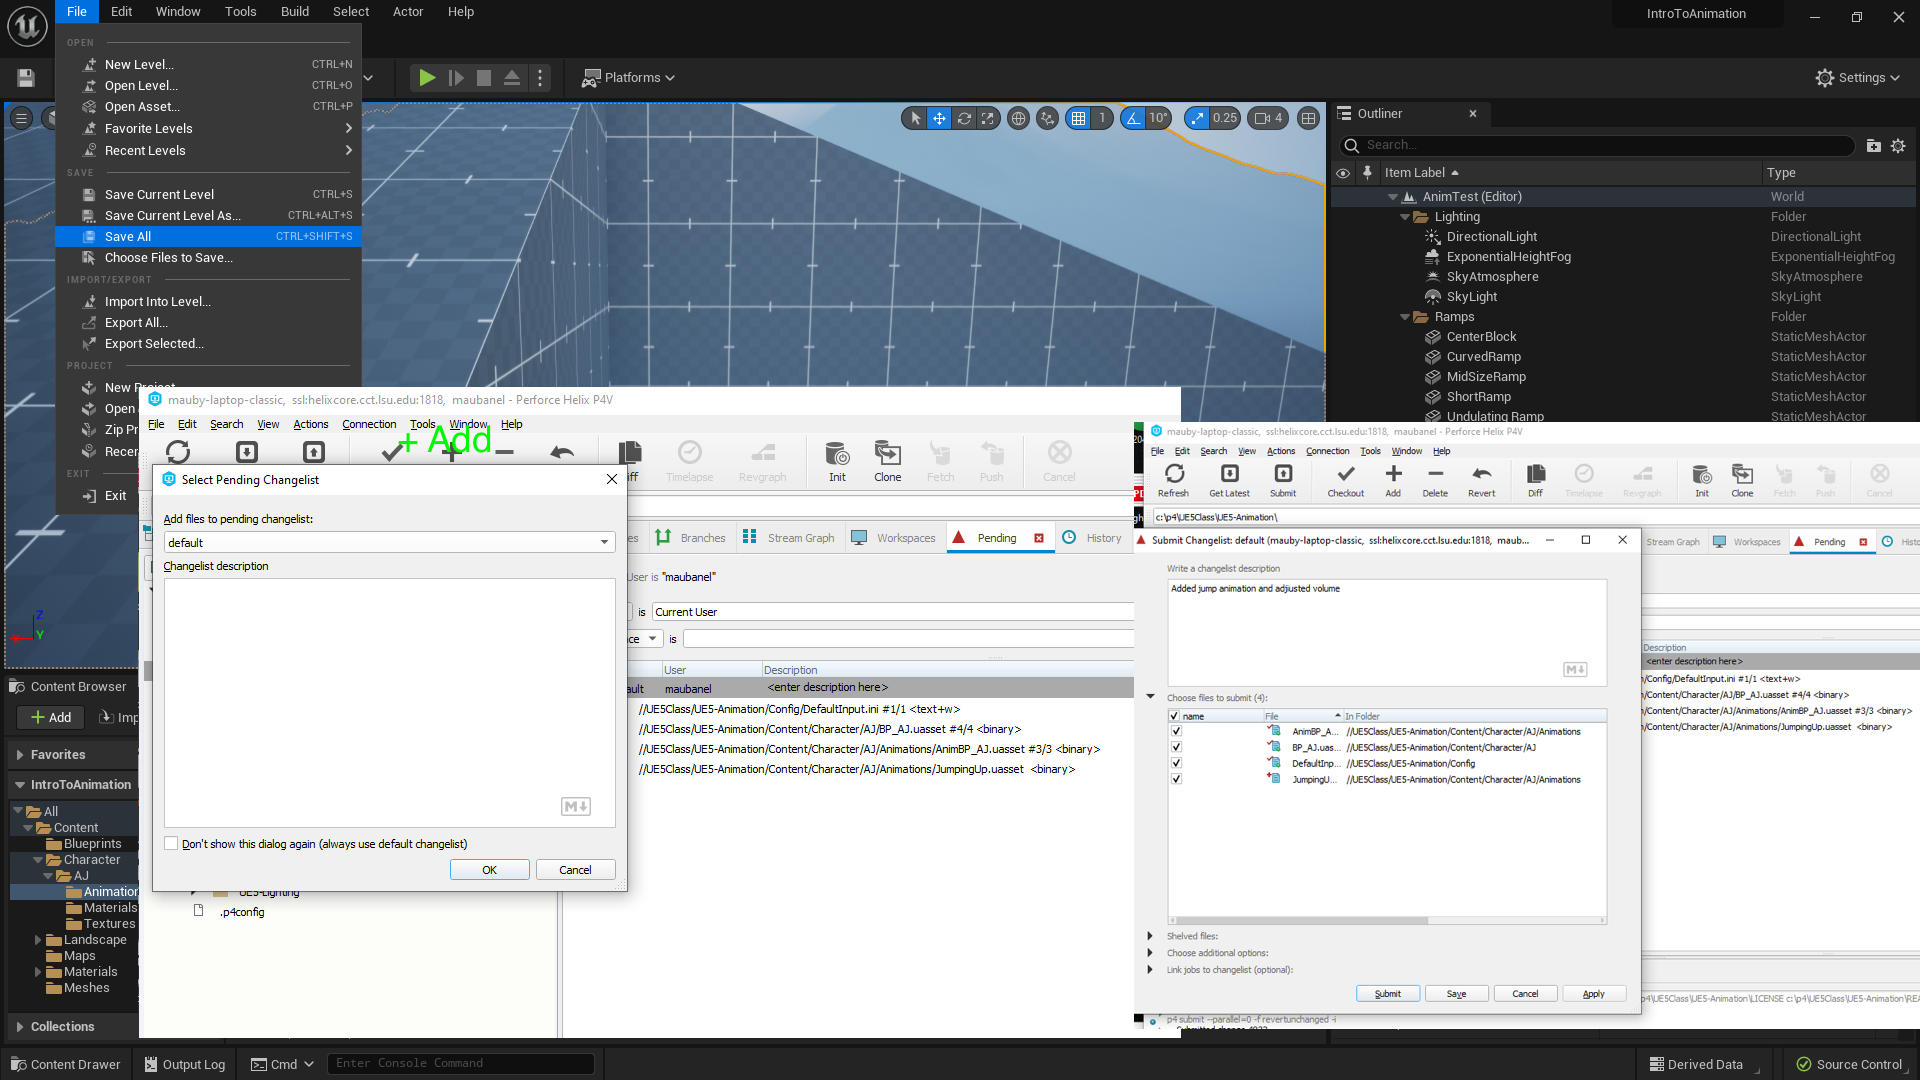 File Edit Window Tools Build Select Actor Help
IntroToAnimation
OPEN
New Level... CTRL+N
Open Level... CTRL+O
Open Asset... CTRL+P
Favorite Levels
Recent Levels
SAVE
Save Current Level CTRL+S
Save Current Level As... CTRL+ALT+S
Save All CTRL+SHIFT+S
Choose Files to Save...
IMPORT/EXPORT
Import Into Level...
Export All...
Export Selected...
PROJECT
New Project...
Open
Zip Pr
Recen
EXIT
Exit
Platforms
Settings
1 10° 0.25 4
Outliner
Search...
Item Label Type
AnimTest (Editor) World
Lighting Folder
DirectionalLight DirectionalLight
ExponentialHeightFog ExponentialHeightFog
SkyAtmosphere SkyAtmosphere
SkyLight SkyLight
Ramps Folder
CenterBlock StaticMeshActor
CurvedRamp StaticMeshActor
MidSizeRamp StaticMeshActor
ShortRamp StaticMeshActor
Undulating Ramp StaticMeshActor
mauby-laptop-classic, ssl:helixcore.cct.lsu.edu:1818, maubanel - Perforce Helix P4V
File Edit Search View Actions Connection Tools Window Help
+ Add
iff Timelapse Revgraph Init Clone Fetch Push Cancel
Select Pending Changelist
Add files to pending changelist:
default
Changelist description
M
Don't show this dialog again (always use default changelist)
OK Cancel
es Branches Stream Graph Workspaces Pending History
User is "maubanel"
is Current User
ce is
User Description
ault maubanel <enter description here>
//UE5Class/UE5-Animation/Config/DefaultInput.ini #1/1 <text+w>
//UE5Class/UE5-Animation/Content/Character/AJ/BP_AJ.uasset #4/4 <binary>
//UE5Class/UE5-Animation/Content/Character/AJ/Animations/AnimBP_AJ.uasset #3/3 <binary>
//UE5Class/UE5-Animation/Content/Character/AJ/Animations/JumpingUp.uasset <binary>
UE5-Lighting
.p4config
mauby-laptop-classic, ssl:helixcore.cct.lsu.edu:1818, maubanel - Perforce Helix P4V
File Edit Search View Actions Connection Tools Window Help
Refresh Get Latest Submit Checkout Add Delete Revert Diff Timelapse Revgraph Init Clone Fetch Push Cancel
c:\p4\UE5Class\UE5-Animation\
Submit Changelist: default (mauby-laptop-classic, ssl:helixcore.cct.lsu.edu:1818, maub...
Write a changelist description
Added jump animation and adjusted volume
M
Choose files to submit (4):
name File In Folder
AnimBP_A... //UE5Class/UE5-Animation/Content/Character/AJ/Animations
BP_AJ.uas... //UE5Class/UE5-Animation/Content/Character/AJ
DefaultInp... //UE5Class/UE5-Animation/Config
JumpingU... //UE5Class/UE5-Animation/Content/Character/AJ/Animations
Shelved files:
Choose additional options:
Link jobs to changelist (optional):
Submit Save Cancel Apply
Stream Graph Workspaces Pending Histo
Description
<enter description here>
/Config/DefaultInput.ini #1/1 <text+w>
/Content/Character/AJ/BP_AJ.uasset #4/4 <binary>
/Content/Character/AJ/Animations/AnimBP_AJ.uasset #3/3 <binary>
/Content/Character/AJ/Animations/JumpingUp.uasset <binary>
p4\UE5Class\UE5-Animation\LICENSE c:\p4\UE5Class\UE5-Animation\REA
p4 submit --parallel=0 -f revertunchanged -i
Z
Y
Content Browser
Add Imp
Favorites
IntroToAnimation
All
Content
Blueprints
Character
AJ
Animation
Materials
Textures
Landscape
Maps
Materials
Meshes
Collections
Content Drawer Output Log Cmd Enter Console Command
Derived Data Source Control